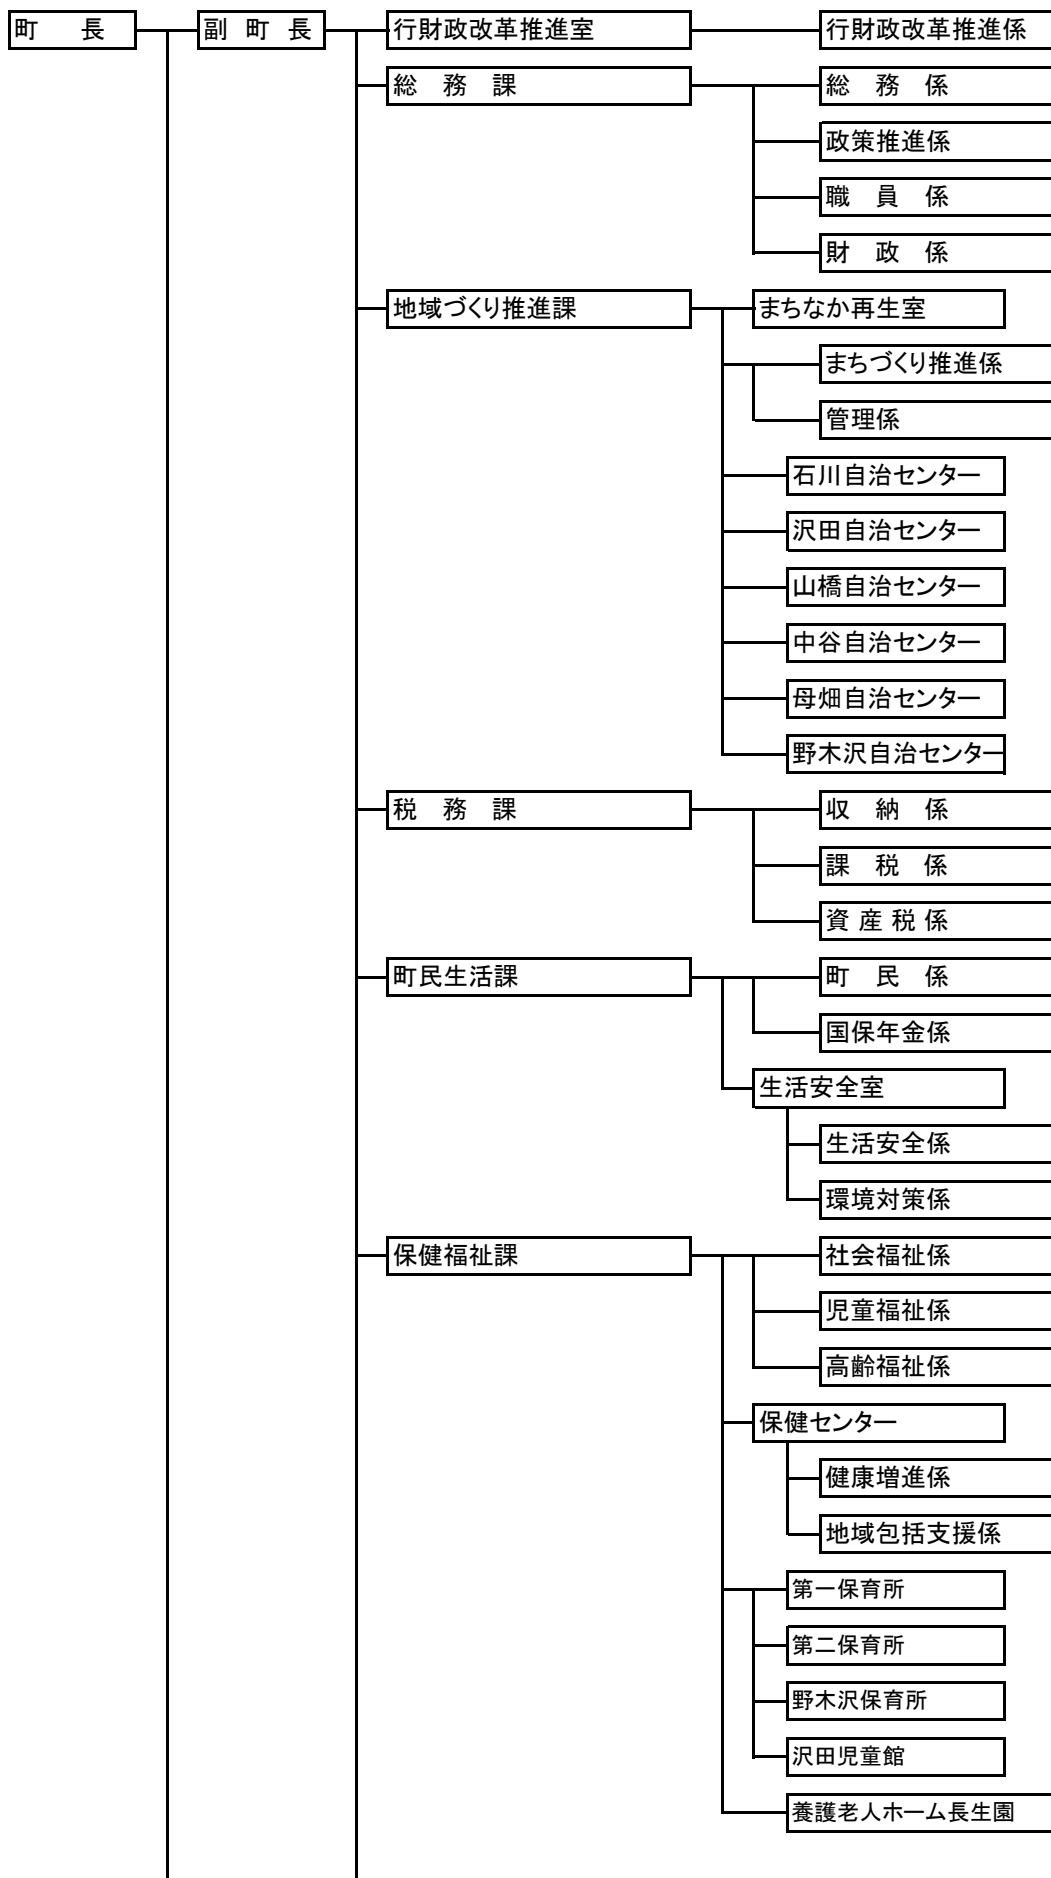 町　長　副 町 長　行財政改革推進室　行財政改革推進係
総　務　課　総　務　係
政策推進係
職　員　係
財　政　係
地域づくり推進課　まちなか再生室
まちづくり推進係
管理係
石川自治センター
沢田自治センター
山橋自治センター
中谷自治センター
母畑自治センター
野木沢自治センター
税　務　課　収　納　係
課　税　係
資 産 税 係
町民生活課　町　民　係
国保年金係
生活安全室
生活安全係
環境対策係
保健福祉課　社会福祉係
児童福祉係
高齢福祉係
保健センター
健康増進係
地域包括支援係
第一保育所
第二保育所
野木沢保育所
沢田児童館
養護老人ホーム長生園